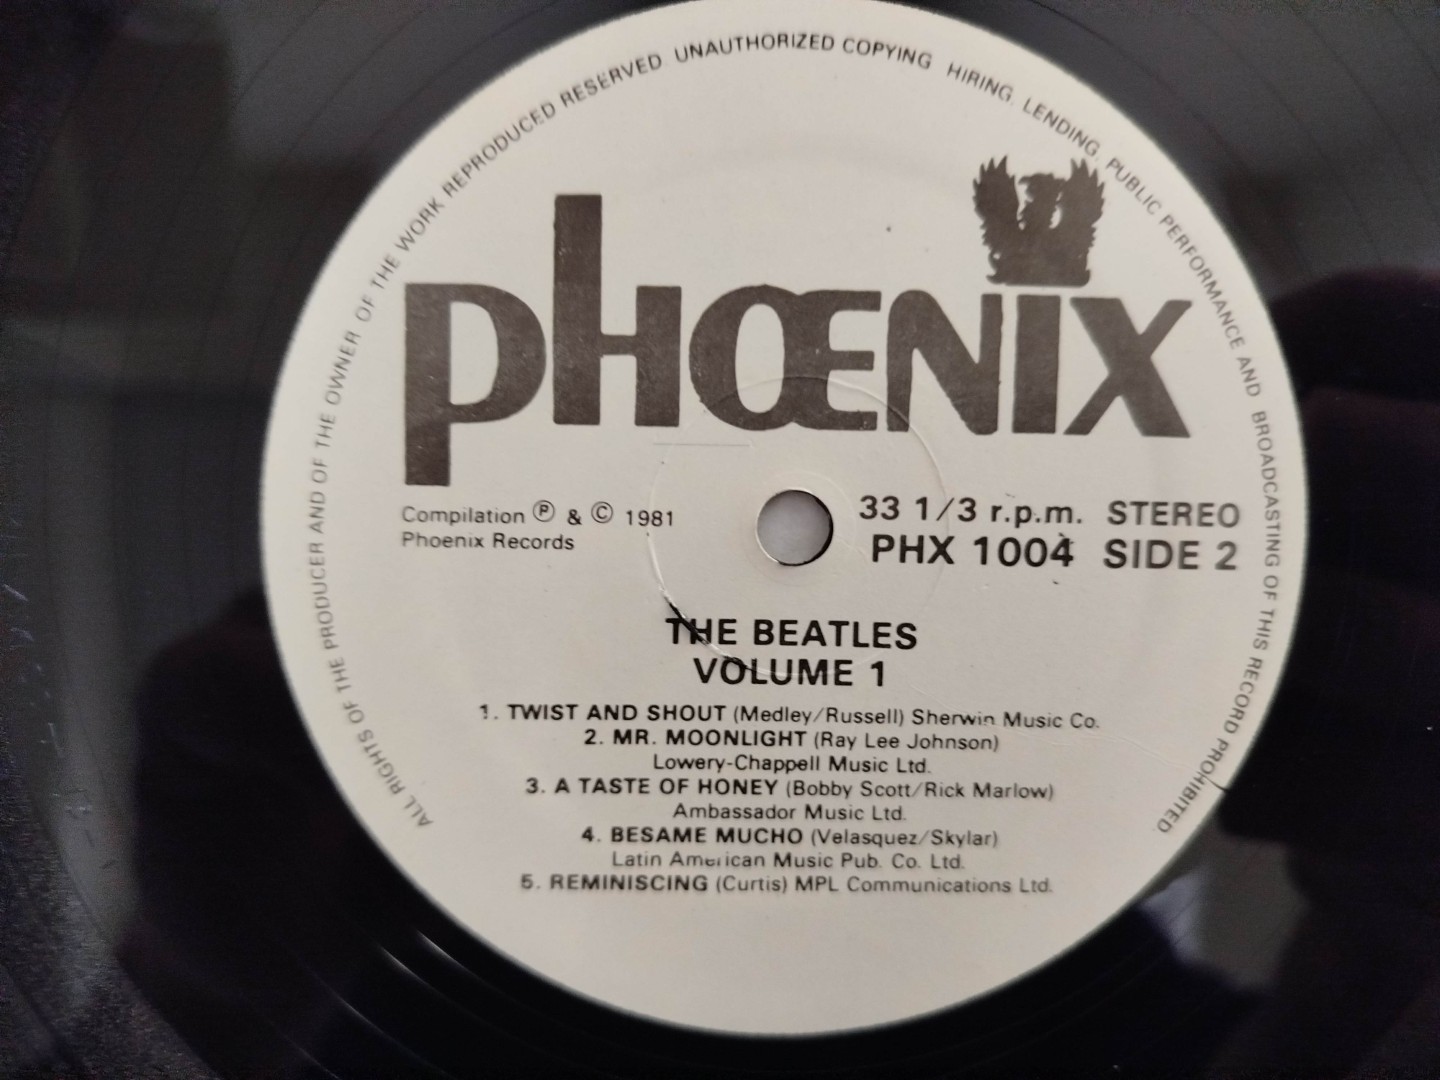 ALL RIGHTS OF THE PRODUCER AND OF THE OWNER OF THE WORK REPRODUCED RESERVED UNAUTHORIZED COPYING HIRING, LENDING, PUBLIC PERFORMANCE AND BROADCASTING OF THIS RECORD PROHIBITED
phŒnix
Compilation Ⓟ & © 1981
Phoenix Records
33 1/3 r.p.m. STEREO
PHX 1004 SIDE 2
THE BEATLES
VOLUME 1
1. TWIST AND SHOUT (Medley/Russell) Sherwin Music Co.
2. MR. MOONLIGHT (Ray Lee Johnson)
Lowery-Chappell Music Ltd.
3. A TASTE OF HONEY (Bobby Scott/Rick Marlow)
Ambassador Music Ltd.
4. BESAME MUCHO (Velasquez/Skylar)
Latin American Music Pub. Co. Ltd.
5. REMINISCING (Curtis) MPL Communications Ltd.